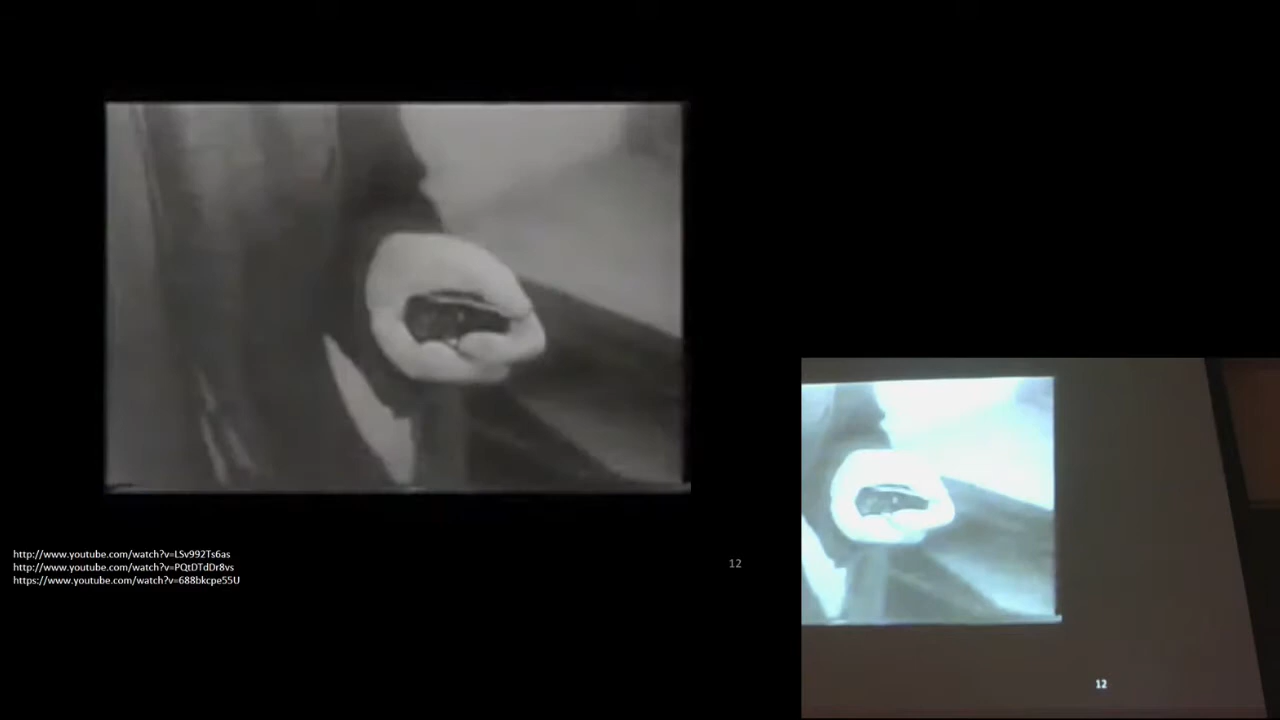 http://www.youtube.com/watch?v=LSv992Ts6as
http://www.youtube.com/watch?v=PQtDTdDr8vs
https://www.youtube.com/watch?v=688bkcpe55U
12
12